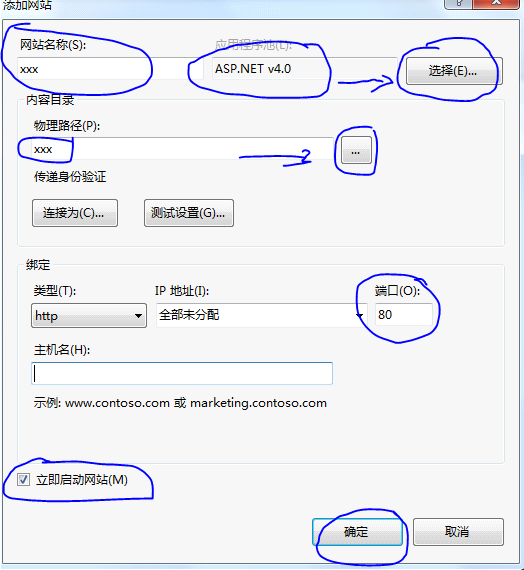 添加网站
网站名称(S):
应用程序池(L):
xxx
ASP.NET v4.0
选择(E)...
内容目录
物理路径(P):
xxx
...
传递身份验证
连接为(C)...
测试设置(G)...
绑定
类型(T):
IP 地址(I):
端口(O):
http
全部未分配
80
主机名(H):
示例: www.contoso.com 或 marketing.contoso.com
立即启动网站(M)
确定
取消